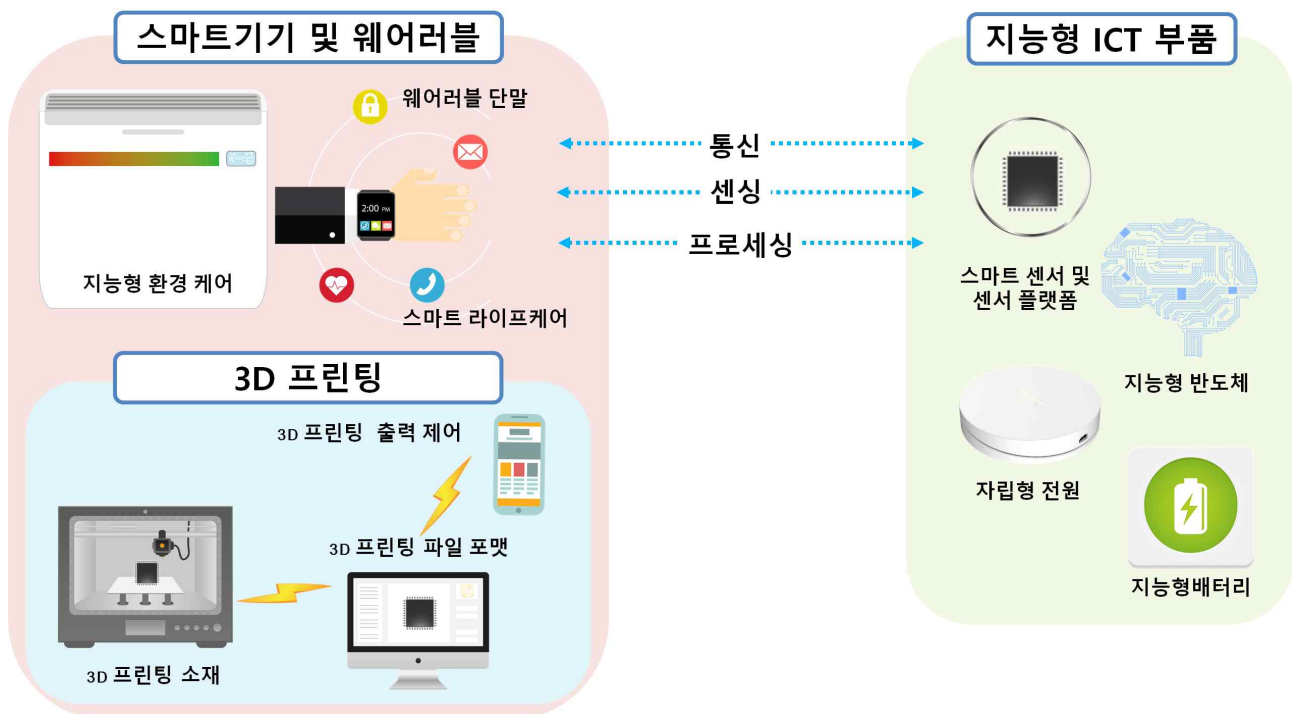 스마트기기 및 웨어러블
웨어러블 단말
2:00 PM
지능형 환경 케어
스마트 라이프케어
3D 프린팅
3D 프린팅 출력 제어
3D 프린팅 파일 포맷
3D 프린팅 소재
통신
센싱
프로세싱
지능형 ICT 부품
스마트 센서 및
센서 플랫폼
지능형 반도체
자립형 전원
지능형배터리